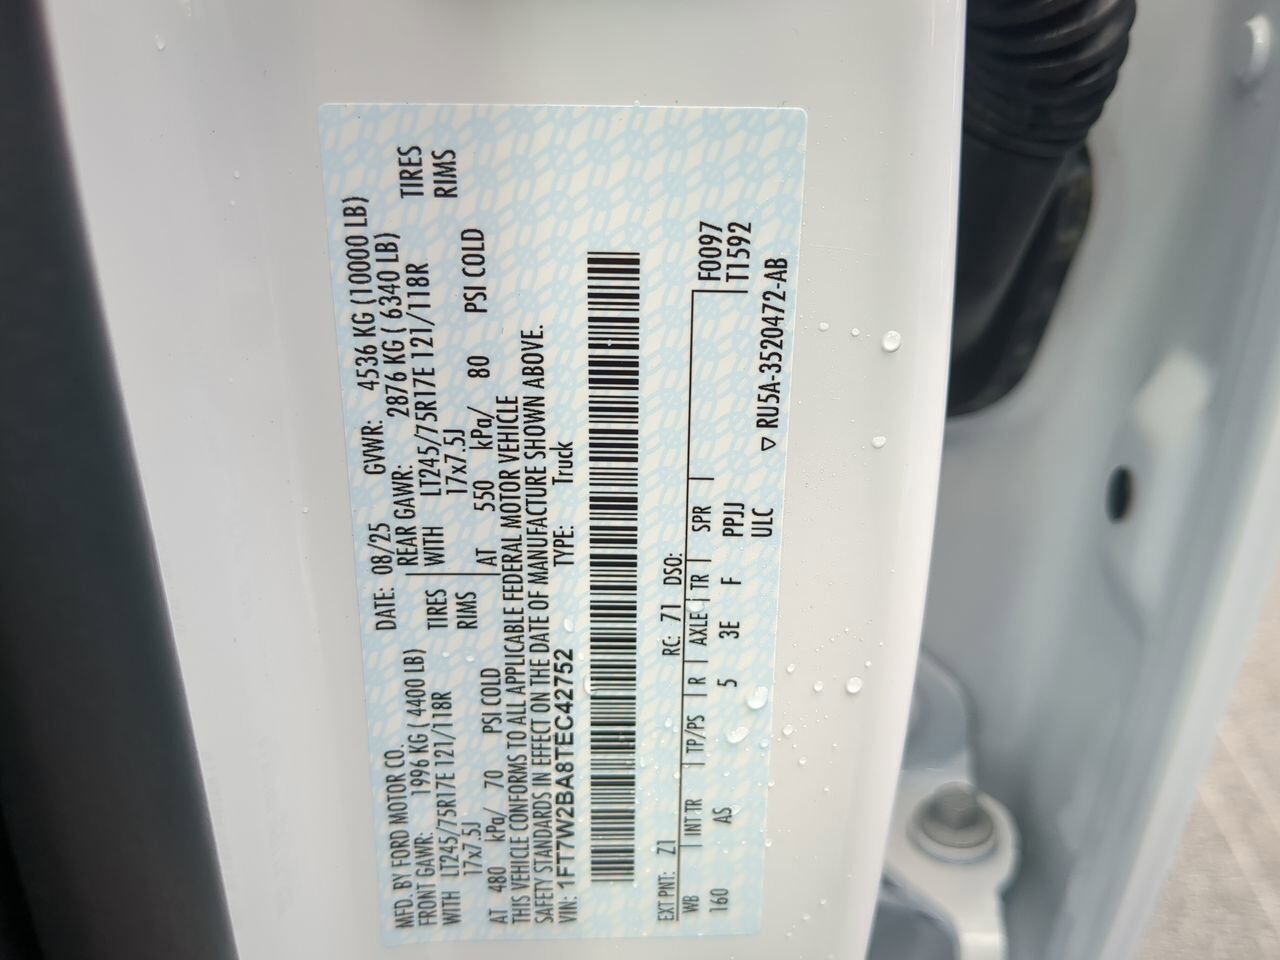 MFD. BY FORD MOTOR CO. DATE: 08/25 GVWR: 4536 KG (10000 LB)
FRONT GAWR: 1996 KG ( 4400 LB) REAR GAWR: 2876 KG ( 6340 LB)
WITH LT245/75R17E 121/118R TIRES WITH LT245/75R17E 121/118R TIRES
17x7.5J RIMS 17x7.5J RIMS
AT 480 kPa/ 70 PSI COLD AT 550 kPa/ 80 PSI COLD
THIS VEHICLE CONFORMS TO ALL APPLICABLE FEDERAL MOTOR VEHICLE
SAFETY STANDARDS IN EFFECT ON THE DATE OF MANUFACTURE SHOWN ABOVE.
VIN: 1FT7W2BA8TEC42752 TYPE: Truck
EXT PNT: Z1 RC: 71 DSO:
WB INT TR TP/PS R AXLE TR SPR F0097
160 AS 5 3E F PPJJ T1592
ULC
▽ RU5A-3520472-AB